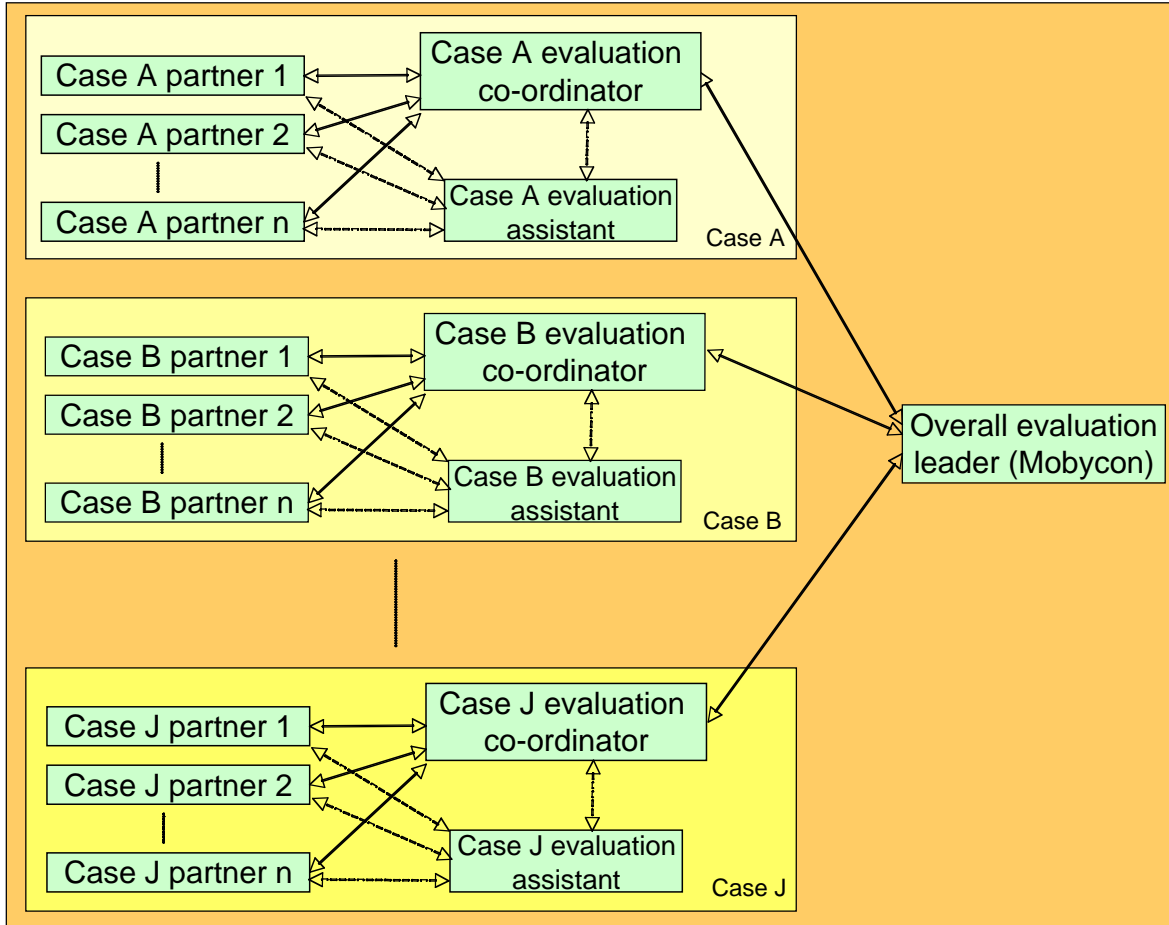 Case A partner 1
Case A partner 2
Case A partner n
Case A evaluation
co-ordinator
Case A evaluation
assistant
Case A
Case B partner 1
Case B partner 2
Case B partner n
Case B evaluation
co-ordinator
Case B evaluation
assistant
Case B
Case J partner 1
Case J partner 2
Case J partner n
Case J evaluation
co-ordinator
Case J evaluation
assistant
Case J
Overall evaluation
leader (Mobycon)